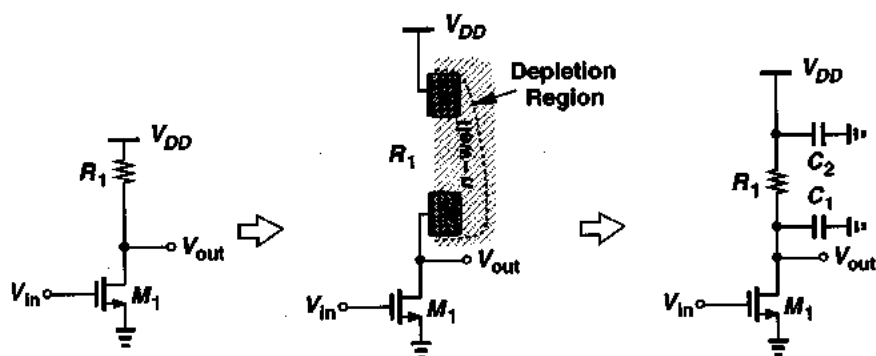 V_DD
R_1
V_out
V_in
M_1
V_DD
Depletion
Region
n-well
R_1
V_out
V_in
M_1
V_DD
C_2
R_1
C_1
V_out
V_in
M_1